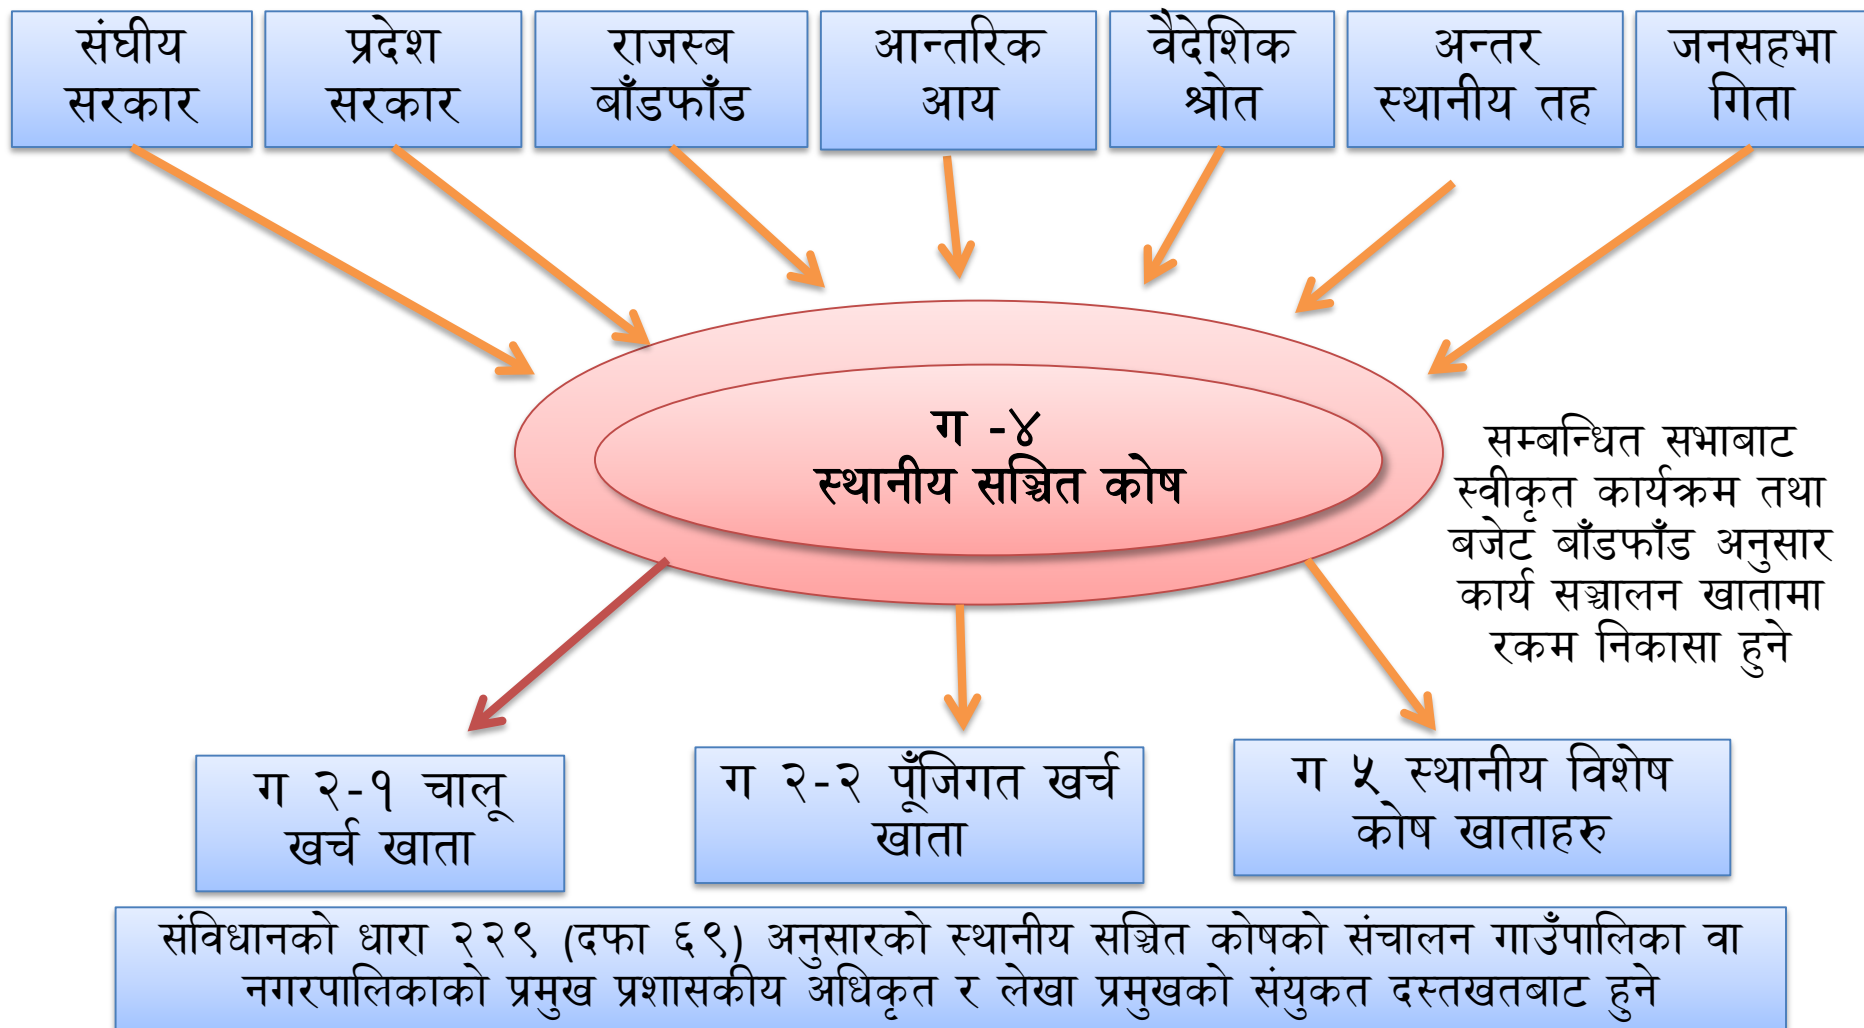 संघीय
सरकार
प्रदेश
सरकार
राजस्ब
बाँडफाँड
आन्तरिक
आय
वैदेशिक
श्रोत
अन्तर
स्थानीय तह
जनसहभा
गिता
ग -४
स्थानीय सञ्चित कोष
सम्बन्धित सभाबाट
स्वीकृत कार्यक्रम तथा
बजेट बाँडफाँड अनुसार
कार्य सञ्चालन खातामा
रकम निकासा हुने
ग २-१ चालू
खर्च खाता
ग २-२ पूँजिगत खर्च
खाता
ग ५ स्थानीय विशेष
कोष खाताहरु
संविधानको धारा २२९ (दफा ६९) अनुसारको स्थानीय सञ्चित कोषको संचालन गाउँपालिका वा
नगरपालिकाको प्रमुख प्रशासकीय अधिकृत र लेखा प्रमुखको संयुकत दस्तखतबाट हुने